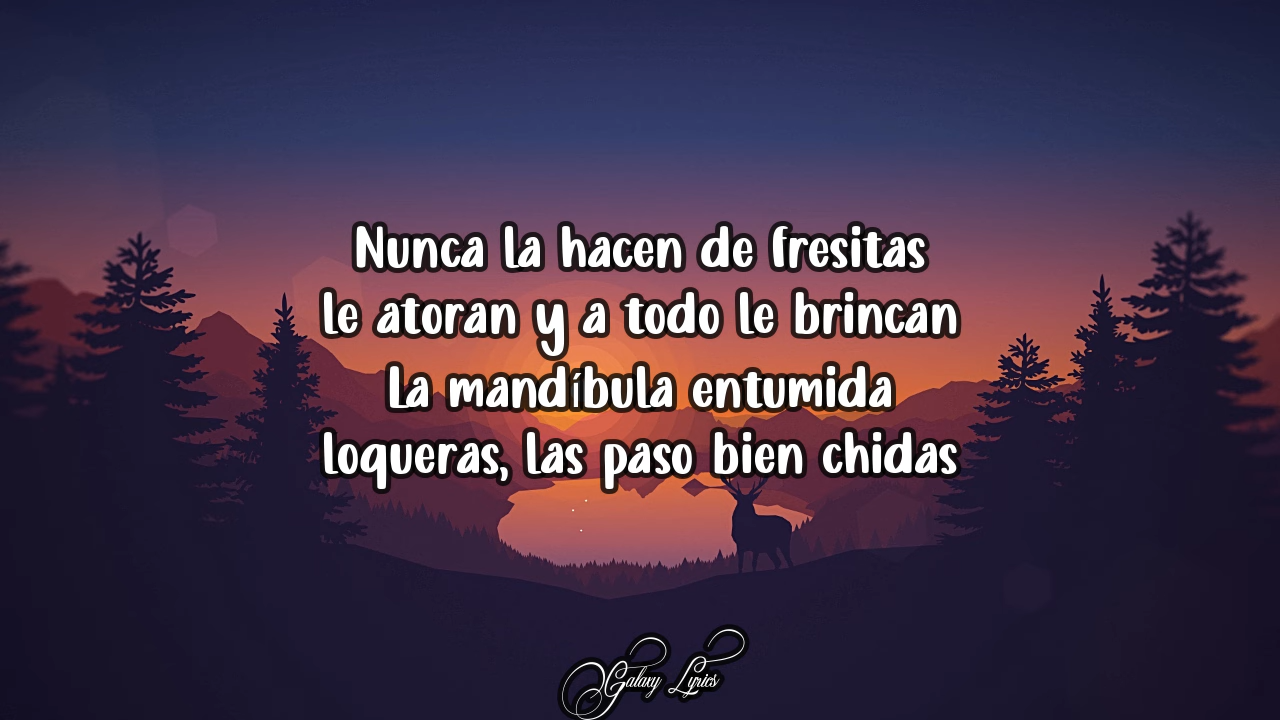 Nunca la hacen de fresitas
le atoran y a todo le brincan
La mandíbula entumida
loqueras, las paso bien chidas
Galaxy Lyrics